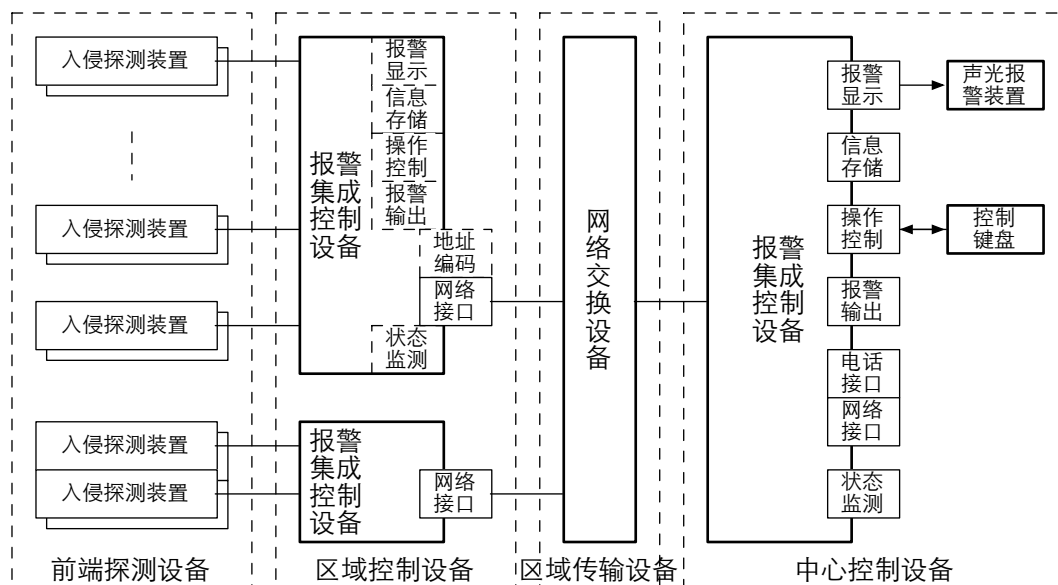 入侵探测装置
入侵探测装置
入侵探测装置
入侵探测装置
入侵探测装置
前端探测设备
报警
集成
控制
设备
报警
显示
信息
存储
操作
控制
报警
输出
地址
编码
网络
接口
状态
监测
报警
集成
控制
设备
网络
接口
区域控制设备
网
络
交
换
设
备
区域传输设备
报警
集成
控制
设备
报警
显示
信息
存储
操作
控制
报警
输出
电话
接口
网络
接口
状态
监测
声光报
警装置
控制
键盘
中心控制设备